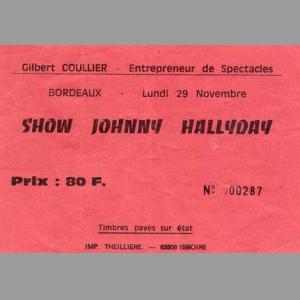 Gilbert COULLIER - Entrepreneur de Spectacles
BORDEAUX - Lundi 29 Novembre
SHOW JOHNNY HALLYDAY
Prix : 80 F.
Nº 000287
Timbres payés sur état
IMP. THEILLIERE. — 63500 ISSOIRE